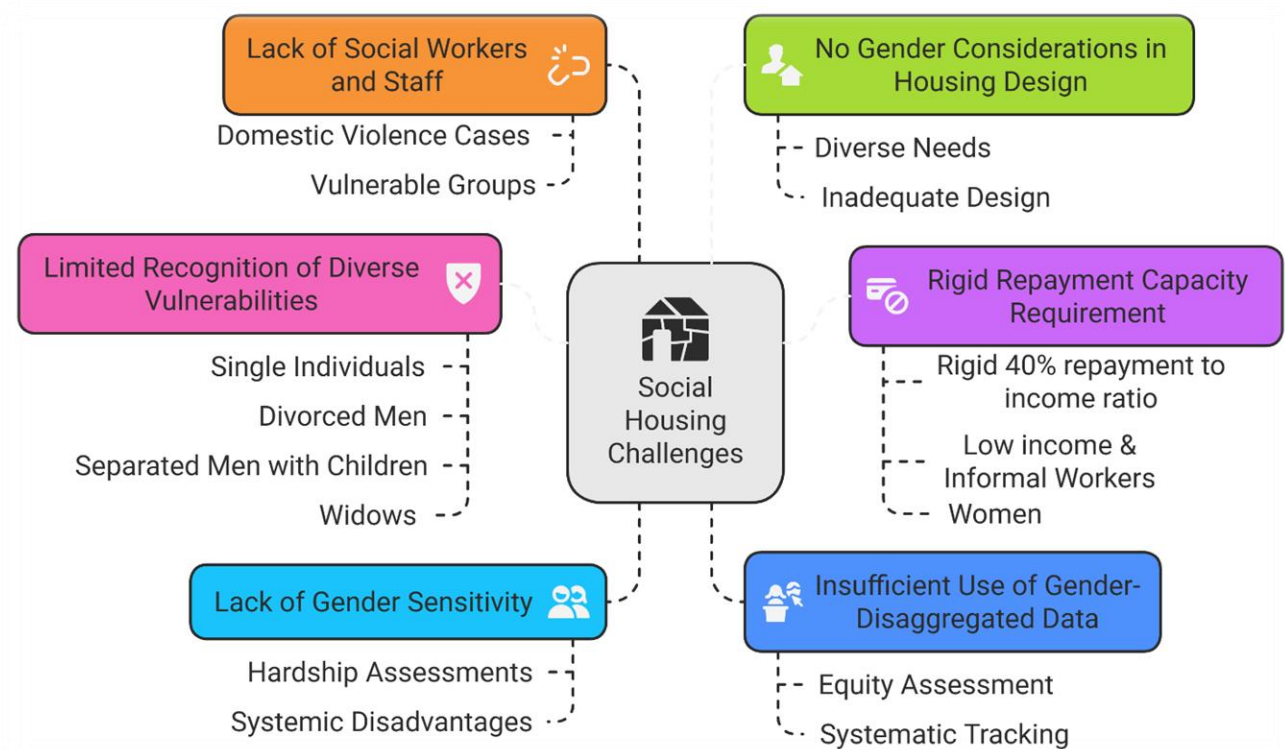 Lack of Social Workers
and Staff
Domestic Violence Cases
Vulnerable Groups
No Gender Considerations in
Housing Design
Diverse Needs
Inadequate Design
Limited Recognition of Diverse
Vulnerabilities
Single Individuals
Divorced Men
Separated Men with Children
Widows
Social
Housing
Challenges
Rigid Repayment Capacity
Requirement
Rigid 40% repayment to
income ratio
Low income &
Informal Workers
Women
Lack of Gender Sensitivity
Hardship Assessments
Systemic Disadvantages
Insufficient Use of Gender-
Disaggregated Data
Equity Assessment
Systematic Tracking